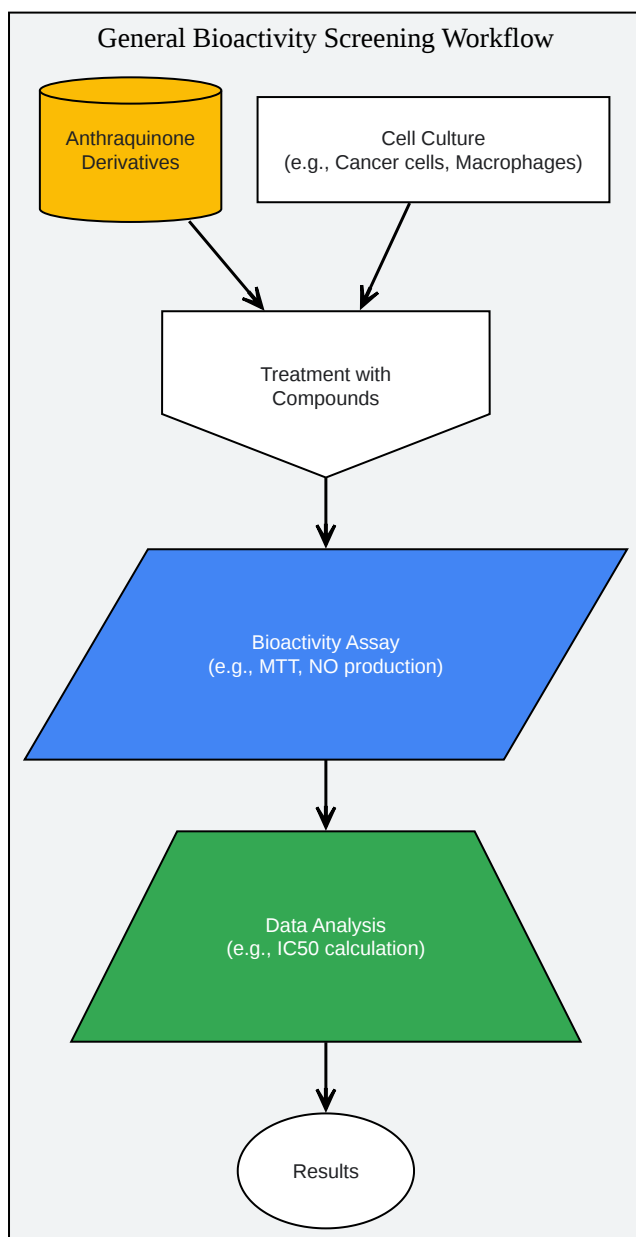 General Bioactivity Screening Workflow
Anthraquinone
Derivatives
Cell Culture
(e.g., Cancer cells, Macrophages)
Treatment with
Compounds
Bioactivity Assay
(e.g., MTT, NO production)
Data Analysis
(e.g., IC50 calculation)
Results